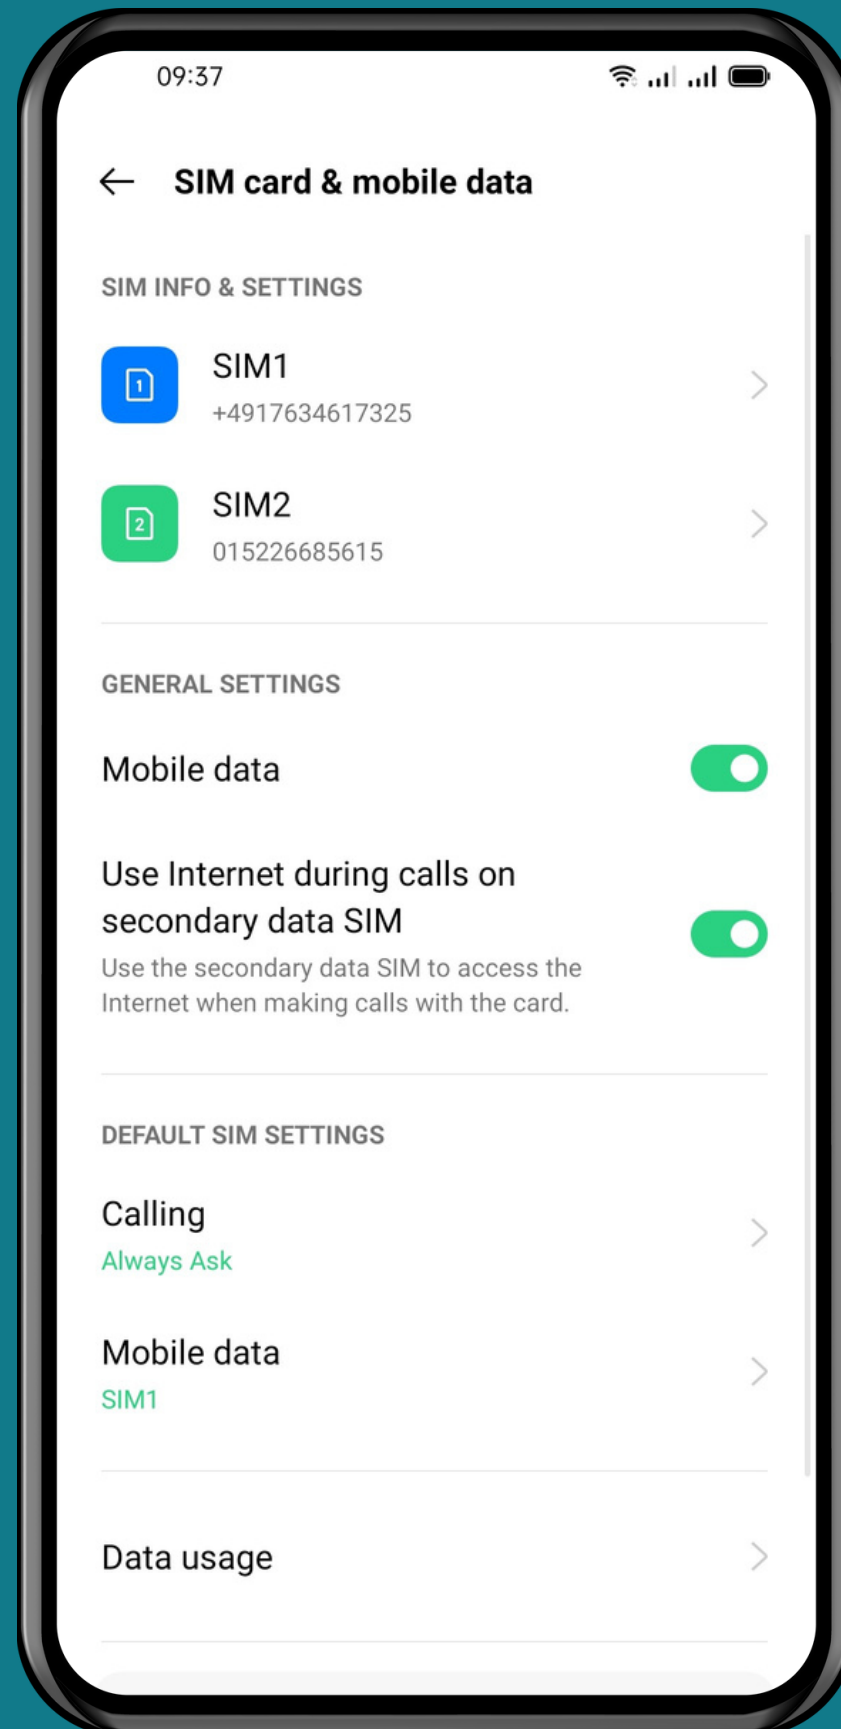 09:37
SIM card & mobile data
SIM INFO & SETTINGS
1
SIM1
+4917634617325
2
SIM2
015226685615
GENERAL SETTINGS
Mobile data
Use Internet during calls on
secondary data SIM
Use the secondary data SIM to access the
Internet when making calls with the card.
DEFAULT SIM SETTINGS
Calling
Always Ask
Mobile data
SIM1
Data usage